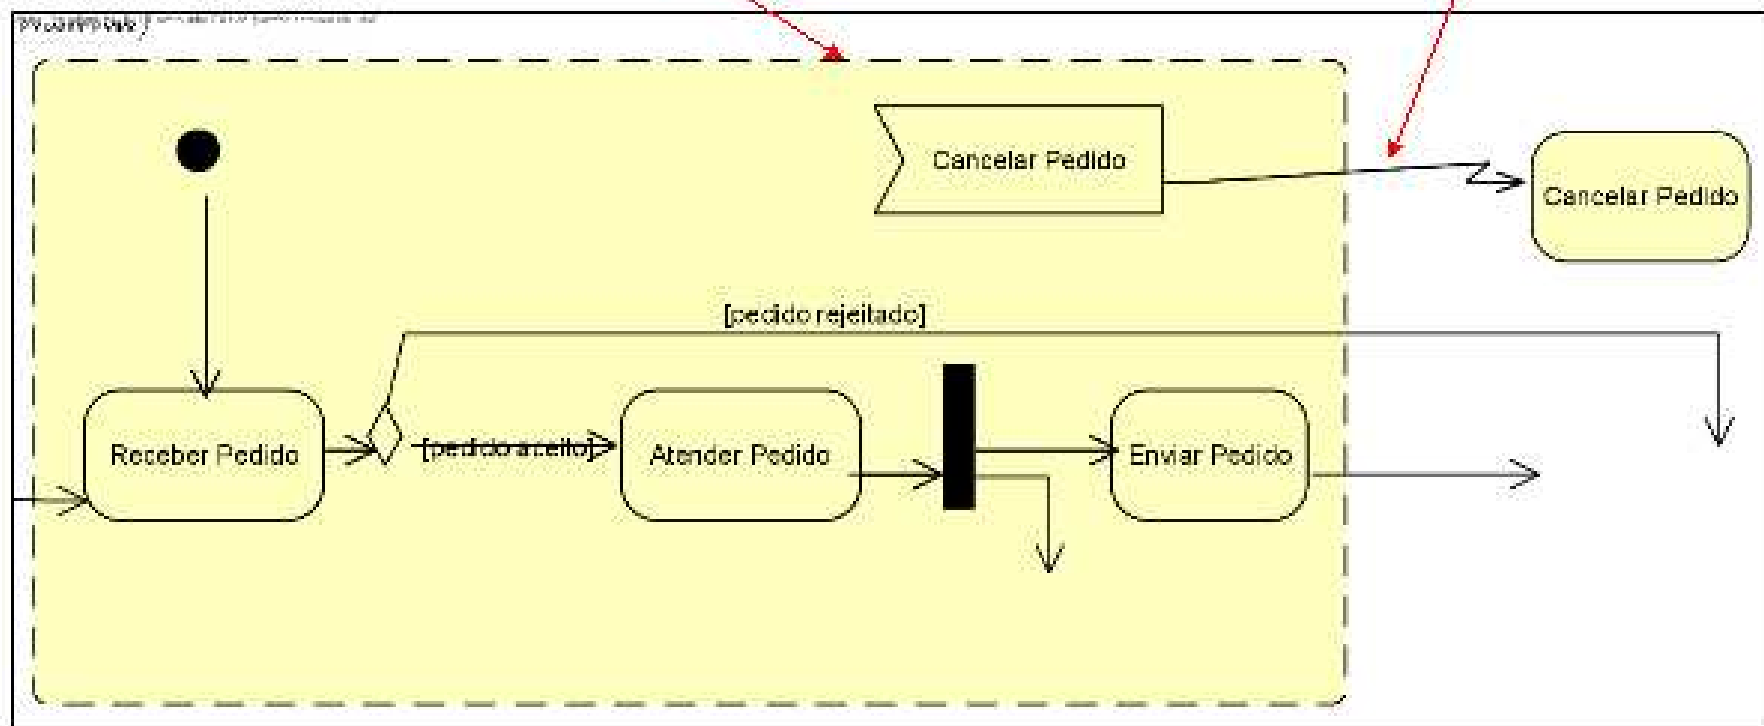 Cancelar Pedido
Cancelar Pedido
[pedido rejeitado]
Receber Pedido
[pedido aceito]
Atender Pedido
Enviar Pedido